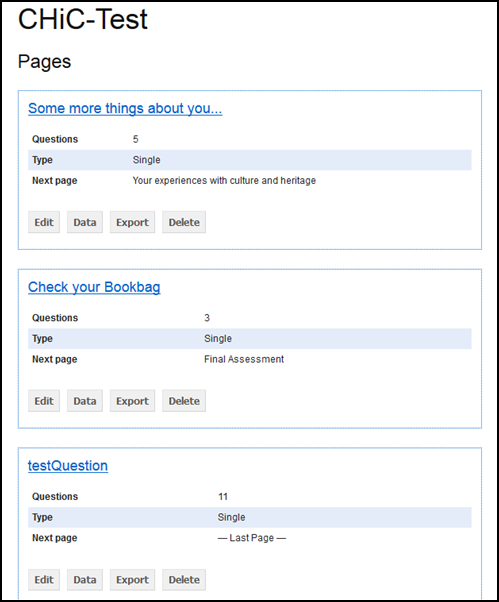 CHiC-Test
Pages
Some more things about you...
Questions 5
Type Single
Next page Your experiences with culture and heritage
Edit Data Export Delete
Check your Bookbag
Questions 3
Type Single
Next page Final Assessment
Edit Data Export Delete
testQuestion
Questions 11
Type Single
Next page — Last Page —
Edit Data Export Delete